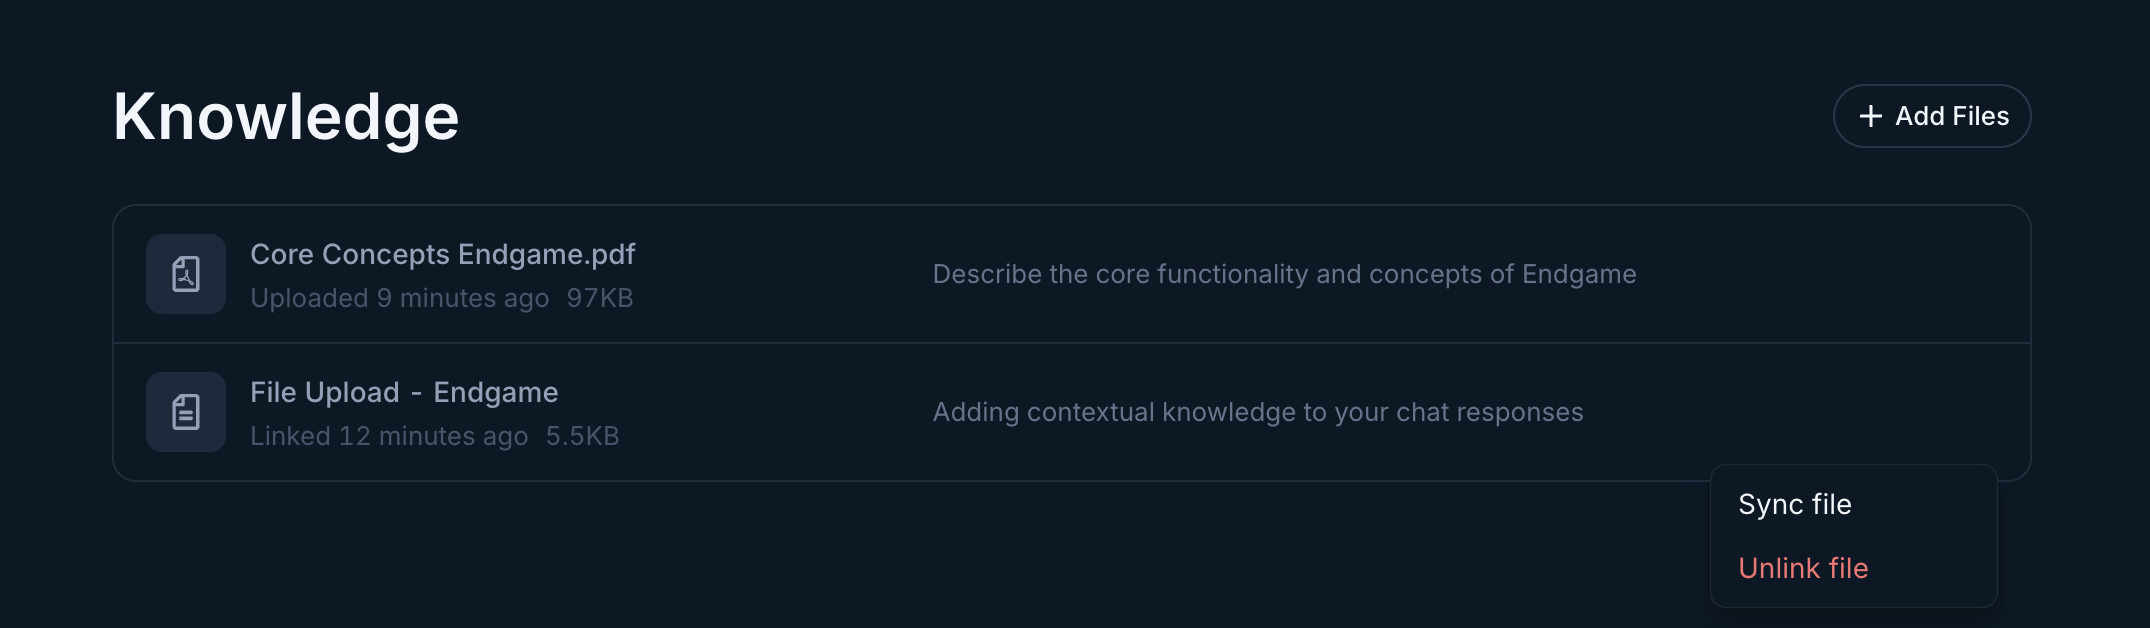 Knowledge
+ Add Files
Core Concepts Endgame.pdf
Uploaded 9 minutes ago 97KB
Describe the core functionality and concepts of Endgame
File Upload - Endgame
Linked 12 minutes ago 5.5KB
Adding contextual knowledge to your chat responses
Sync file
Unlink file